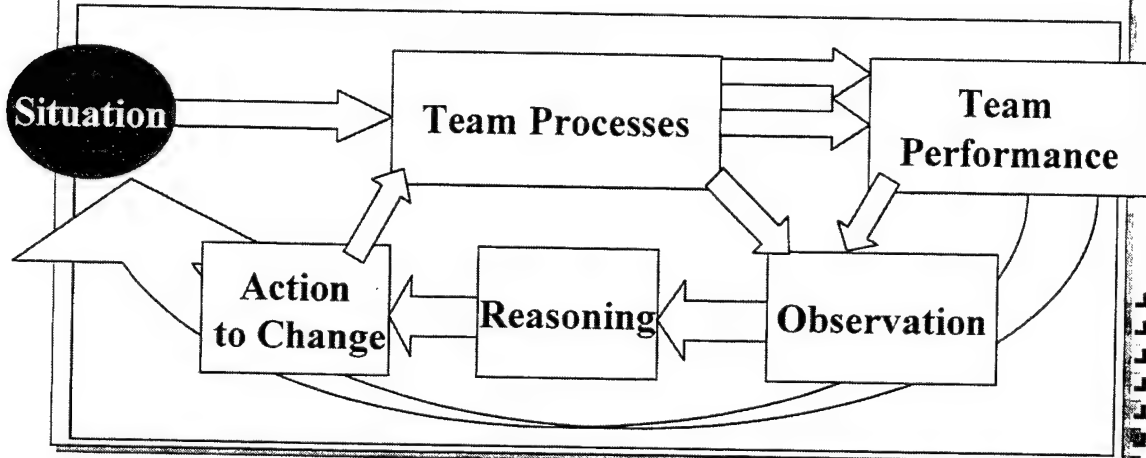 Situation
Team Processes
Team
Performance
Action
to Change
Reasoning
Observation